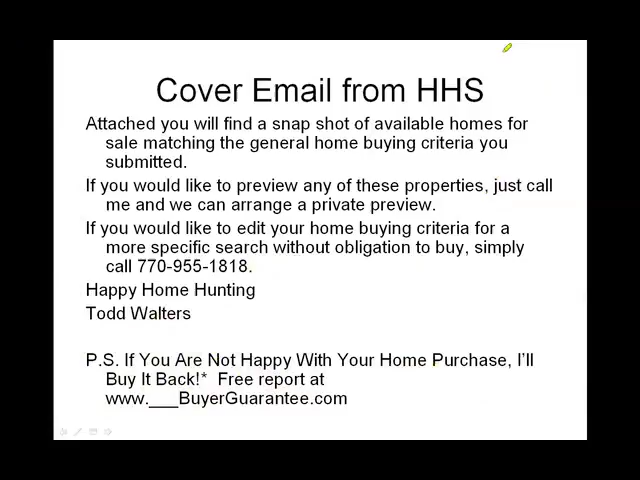 Cover Email from HHS
Attached you will find a snap shot of available homes for
sale matching the general home buying criteria you
submitted.
If you would like to preview any of these properties, just call
me and we can arrange a private preview.
If you would like to edit your home buying criteria for a
more specific search without obligation to buy, simply
call 770-955-1818.
Happy Home Hunting
Todd Walters
P.S. If You Are Not Happy With Your Home Purchase, I'll
Buy It Back!* Free report at
www.___BuyerGuarantee.com